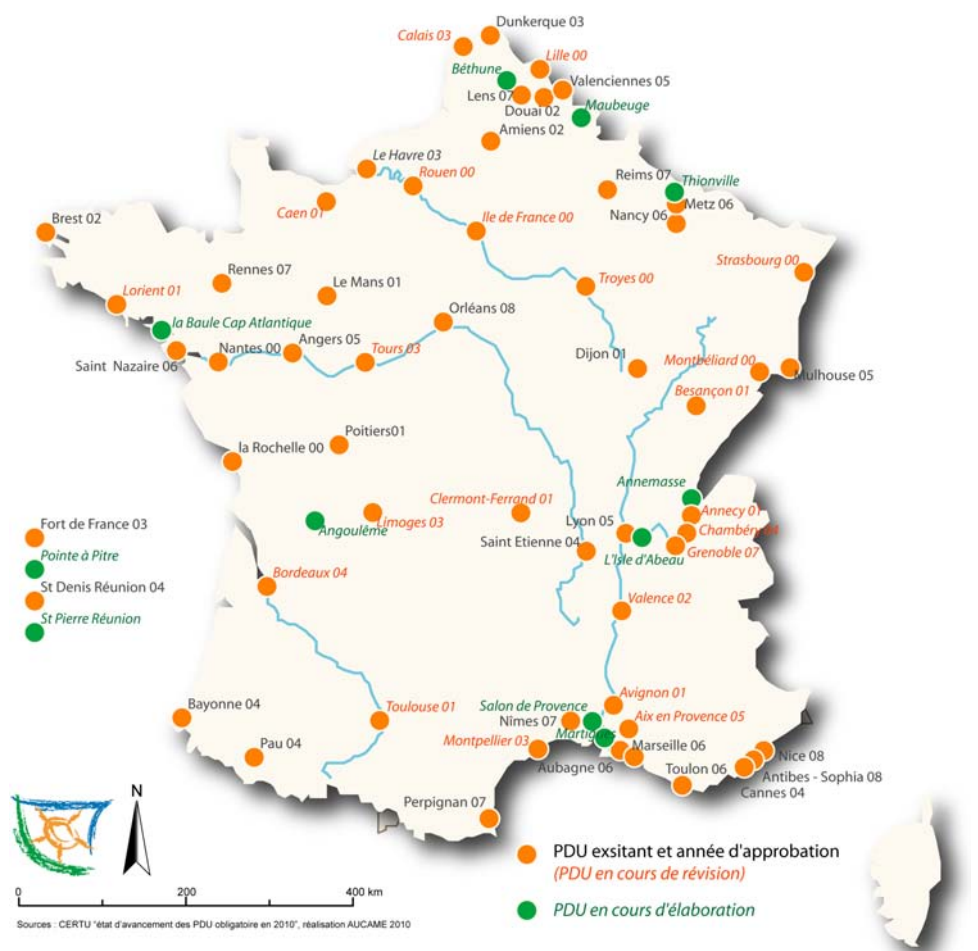 Dunkerque 03
Calais 03
Lille 00
Béthune
Valenciennes 05
Lens 07
Douai 02
Maubeuge
Amiens 02
Le Havre 03
Rouen 00
Reims 07
Thionville
Metz 06
Nancy 06
Caen 01
Ile de France 00
Brest 02
Strasbourg 00
Rennes 07
Le Mans 01
Troyes 00
Lorient 01
Orléans 08
la Baule Cap Atlantique
Angers 05
Nantes 00
Tours 03
Saint Nazaire 06
Dijon 01
Montbéliard 00
Mulhouse 05
Besançon 01
Poitiers01
la Rochelle 00
Annemasse
Clermont-Ferrand 01
Annecy 01
Limoges 03
Angoulême
Lyon 05
Chambéry 04
Saint Etienne 04
L'Isle d'Abeau
Grenoble 07
Fort de France 03
Pointe à Pitre
St Denis Réunion 04
St Pierre Réunion
Bordeaux 04
Valence 02
Avignon 01
Bayonne 04
Toulouse 01
Salon de Provence
Nîmes 07
Aix en Provence 05
Martigues
Montpellier 03
Marseille 06
Pau 04
Aubagne 06
Nice 08
Toulon 06
Antibes - Sophia 08
Cannes 04
Perpignan 07
N
PDU exsitant et année d'approbation
(PDU en cours de révision)
PDU en cours d'élaboration
0 200 400 km
Sources : CERTU "état d'avancement des PDU obligatoire en 2010", réalisation AUCAME 2010